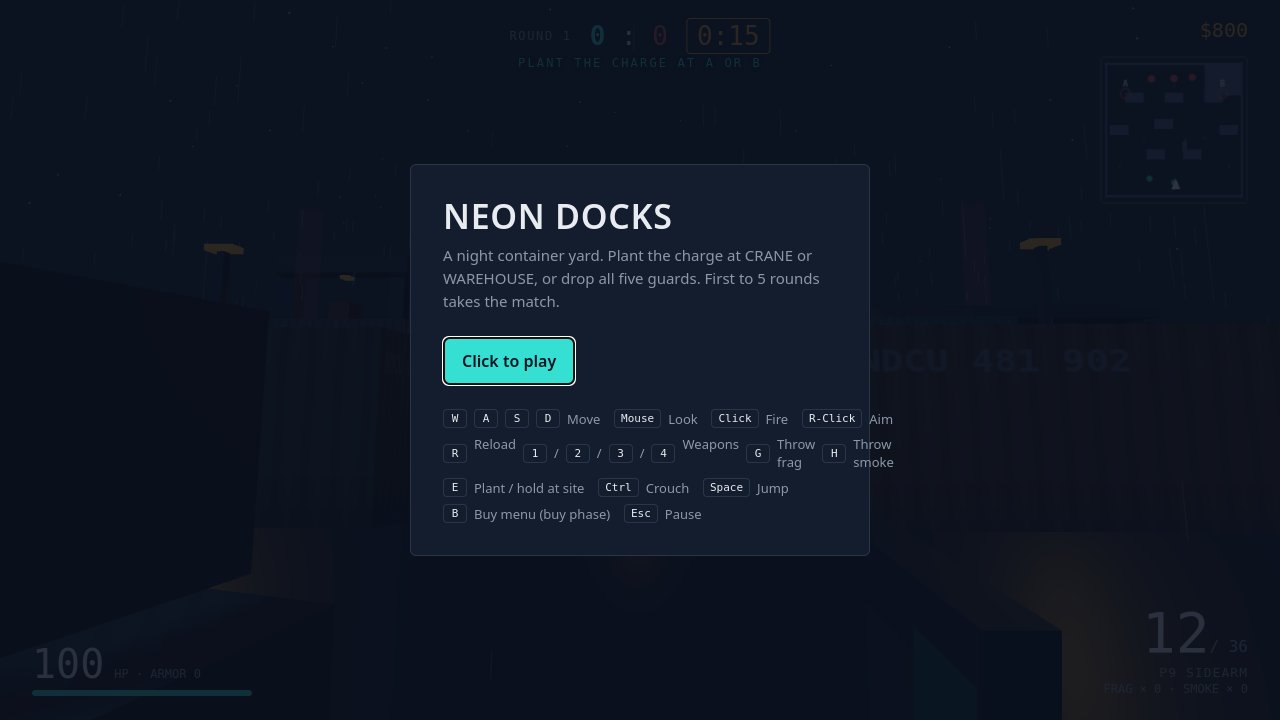 ROUND 1 0 : 0 0:15
PLANT THE CHARGE AT A OR B
$800
A B
NEON DOCKS
A night container yard. Plant the charge at CRANE or
WAREHOUSE, or drop all five guards. First to 5 rounds
takes the match.
Click to play
NDCU 481 902
W A S D Move Mouse Look Click Fire R-Click Aim
R Reload 1 / 2 / 3 / 4 Weapons G Throw frag H Throw smoke
E Plant / hold at site Ctrl Crouch Space Jump
B Buy menu (buy phase) Esc Pause
100 HP · ARMOR 0
12 / 36
P9 SIDEARM
FRAG × 0 · SMOKE × 0